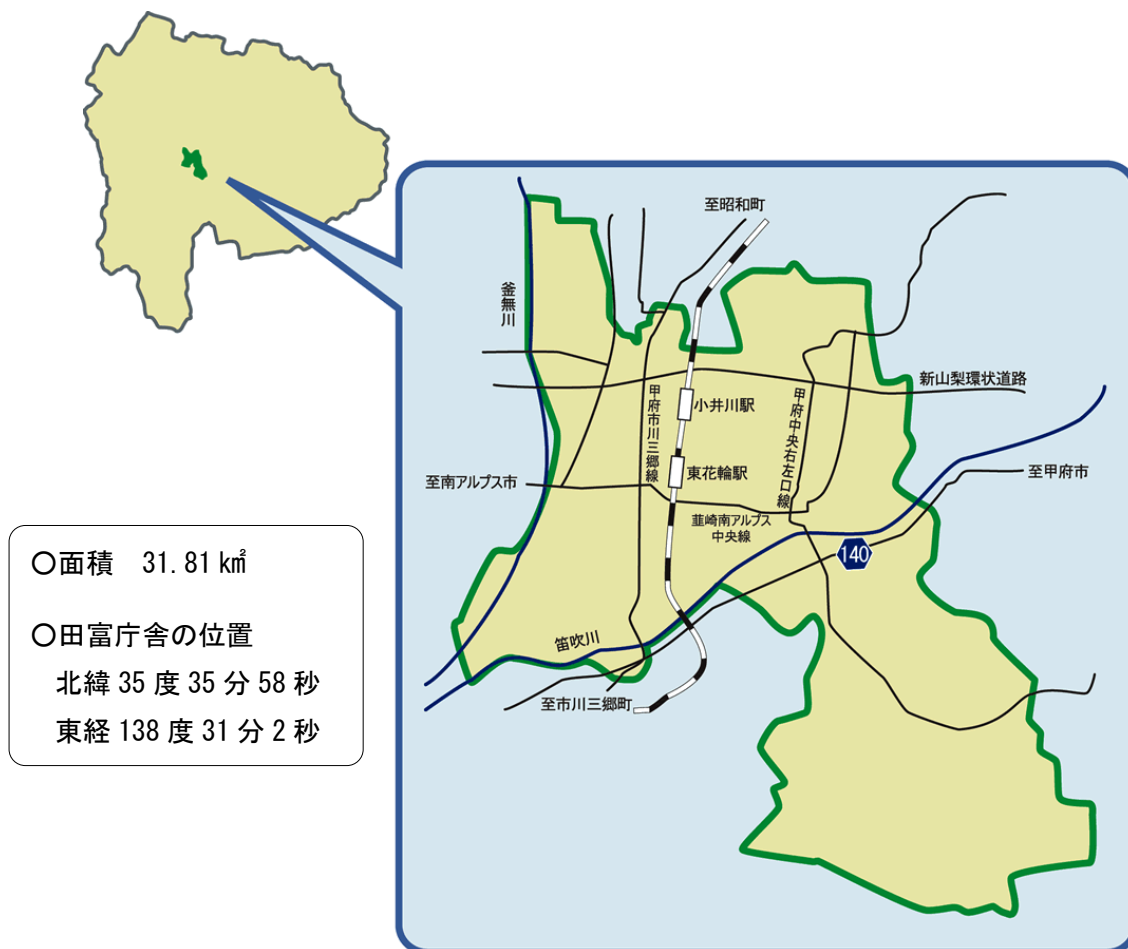 至昭和町
釜無川
新山梨環状道路
小井川駅
甲府市川三郷線
甲府中央右左口線
東花輪駅
至甲府市
至南アルプス市
韮崎南アルプス
中央線
140
笛吹川
至市川三郷町
○面積 31.81㎢
○田富庁舎の位置
北緯35度35分58秒
東経138度31分2秒